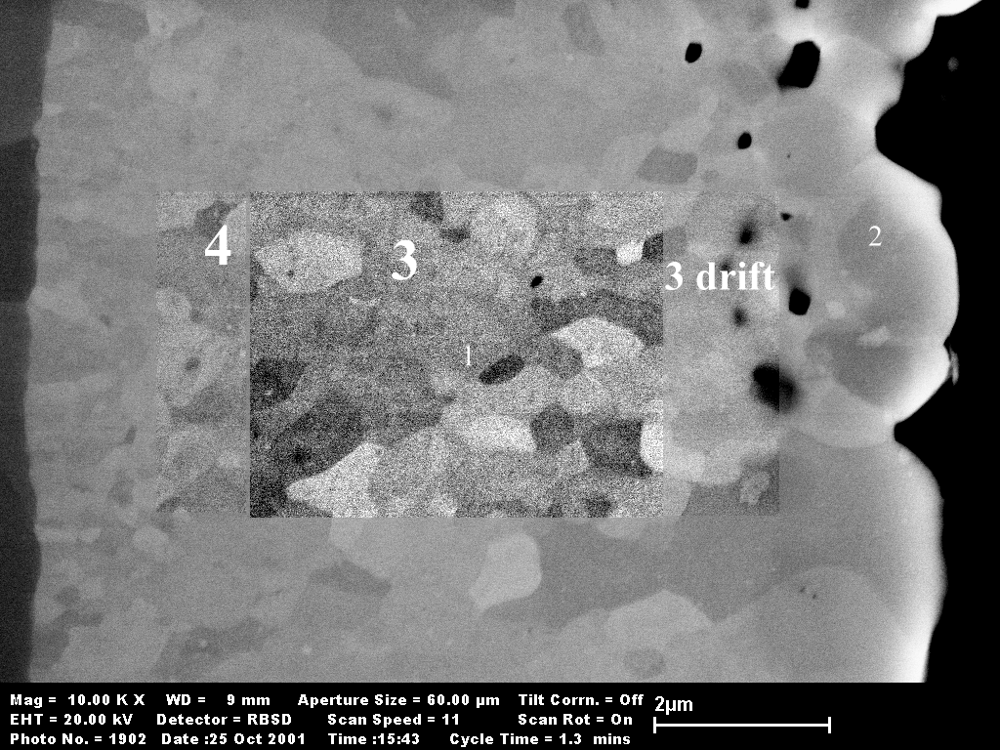 2
4
3
3 drift
1
Mag = 10.00 K X WD = 9 mm Aperture Size = 60.00 µm Tilt Corrn. = Off 2µm
EHT = 20.00 kV Detector = RBSD Scan Speed = 11 Scan Rot = On
Photo No. = 1902 Date :25 Oct 2001 Time :15:43 Cycle Time = 1.3 mins